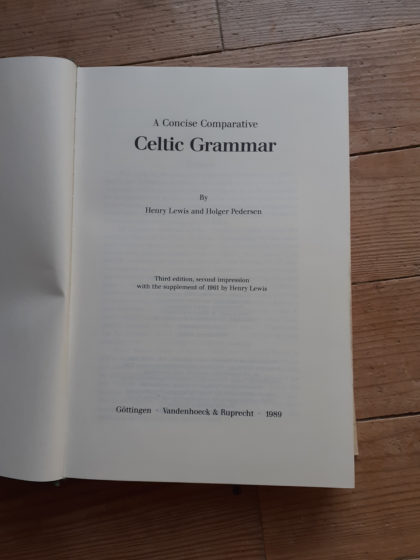 A Concise Comparative
Celtic Grammar
By
Henry Lewis and Holger Pedersen
Third edition, second impression
with the supplement of 1961 by Henry Lewis
Göttingen · Vandenhoeck & Ruprecht · 1989